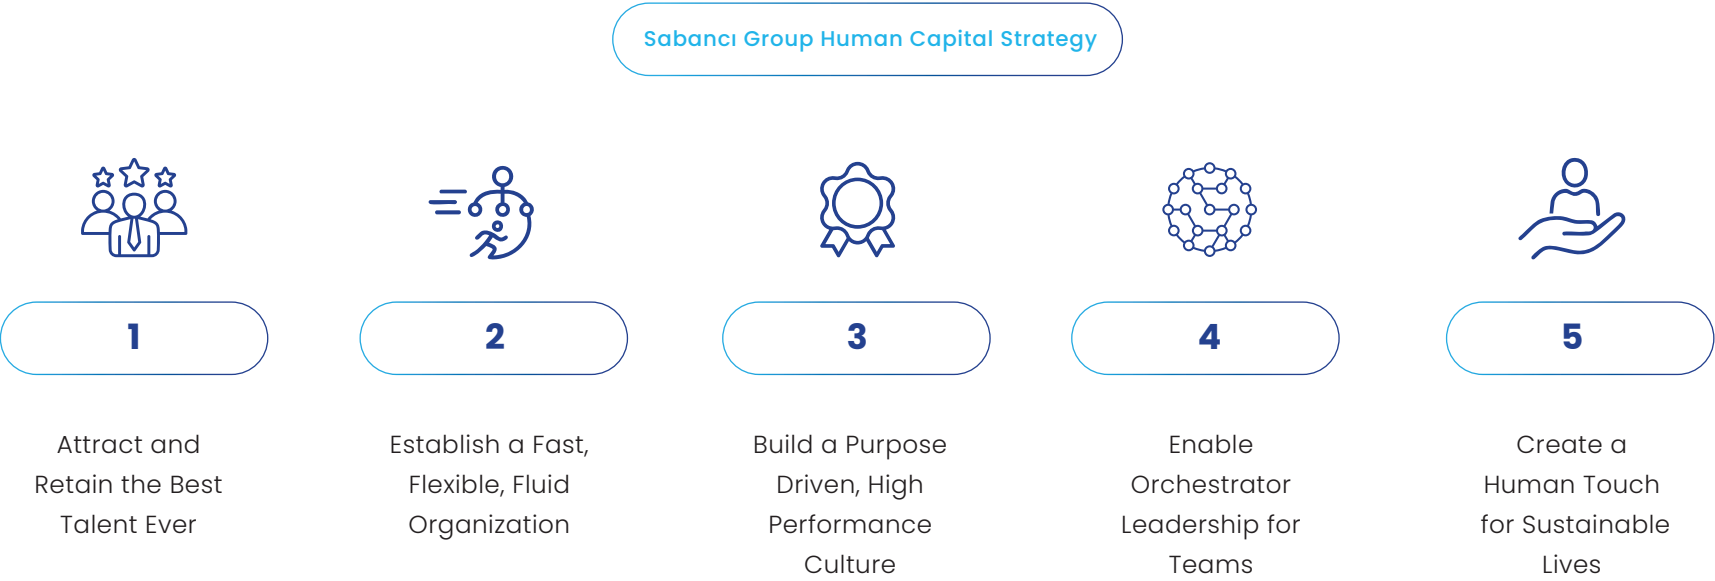 Sabancı Group Human Capital Strategy
1
Attract and
Retain the Best
Talent Ever
2
Establish a Fast,
Flexible, Fluid
Organization
3
Build a Purpose
Driven, High
Performance
Culture
4
Enable
Orchestrator
Leadership for
Teams
5
Create a
Human Touch
for Sustainable
Lives